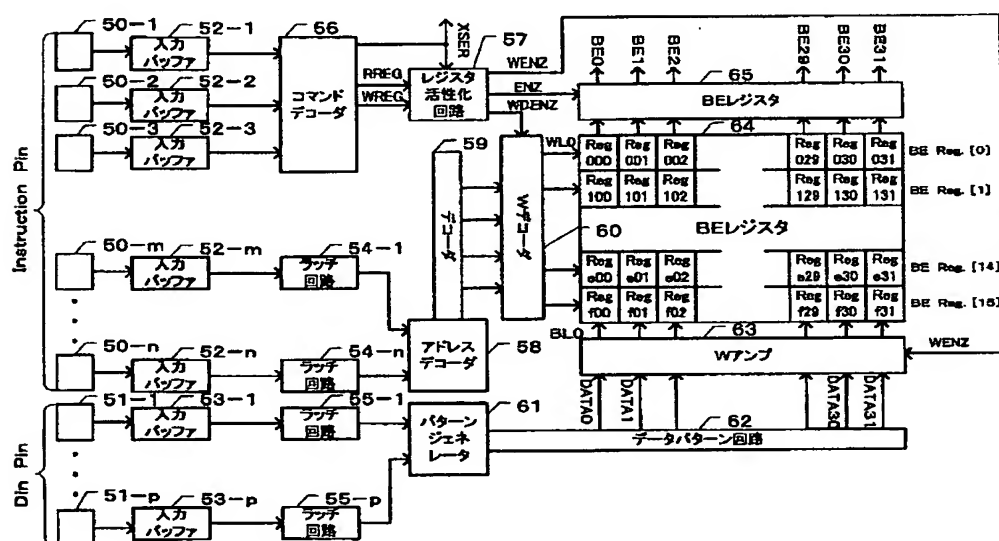 Instruction Pin
50-1
入力
バッファ
52-1
50-2
入力
バッファ
52-2
50-3
入力
バッファ
52-3
56
コマンド
デコーダ
XSER
RREG
WREG
57
レジスタ
活性化
回路
WENZ
ENZ
WDENZ
BE0
BE1
BE2
BE29
BE30
BE31
65
BEレジスタ
64
59
デコーダ
Wデコーダ
60
WL0
Reg
000
Reg
001
Reg
002
Reg
029
Reg
030
Reg
031
BE Reg. [0]
Reg
100
Reg
101
Reg
102
Reg
129
Reg
130
Reg
131
BE Reg. [1]
BEレジスタ
Reg
e00
Reg
e01
Reg
e02
Reg
e29
Reg
e30
Reg
e31
BE Reg. [14]
Reg
f00
Reg
f01
Reg
f02
Reg
f29
Reg
f30
Reg
f31
BE Reg. [15]
50-m
入力
バッファ
52-m
ラッチ
回路
54-1
50-n
入力
バッファ
52-n
ラッチ
回路
54-n
アドレス
デコーダ
58
BL0
63
Wアンプ
WENZ
Din Pin
51-1
入力
バッファ
53-1
ラッチ
回路
55-1
51-p
入力
バッファ
53-p
ラッチ
回路
55-p
61
パターン
ジェネ
レータ
DATA0
DATA1
DATA30
DATA31
62
データパターン回路